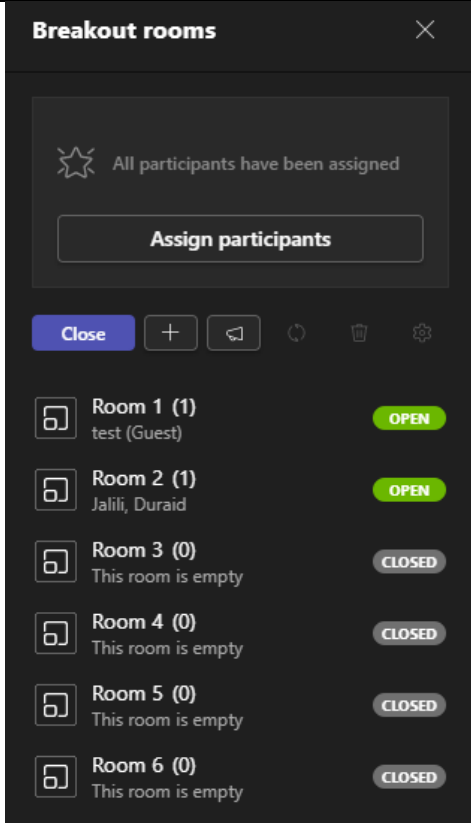 Breakout rooms
All participants have been assigned
Assign participants
Close
Room 1 (1)
OPEN
test (Guest)
Room 2 (1)
OPEN
Jalili, Duraid
Room 3 (0)
CLOSED
This room is empty
Room 4 (0)
CLOSED
This room is empty
Room 5 (0)
CLOSED
This room is empty
Room 6 (0)
CLOSED
This room is empty